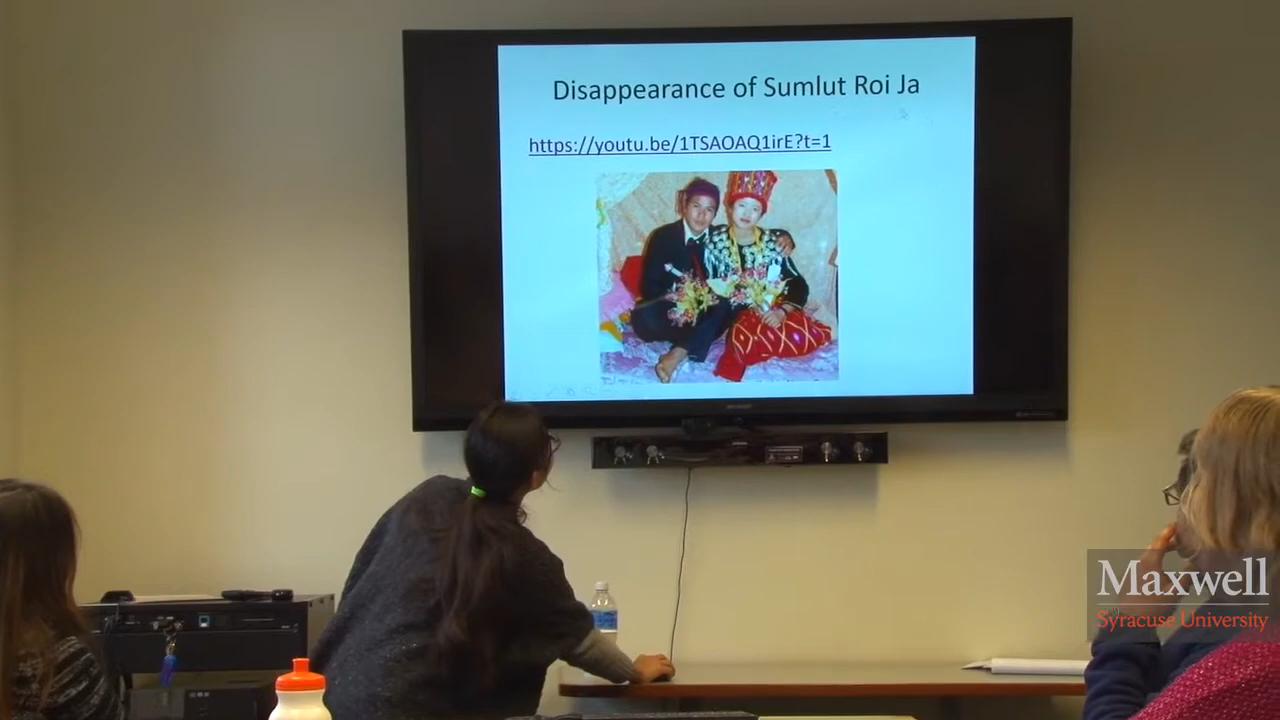 Disappearance of Sumlut Roi Ja
https://youtu.be/1TSAOAQ1irE?t=1
Maxwell
Syracuse University